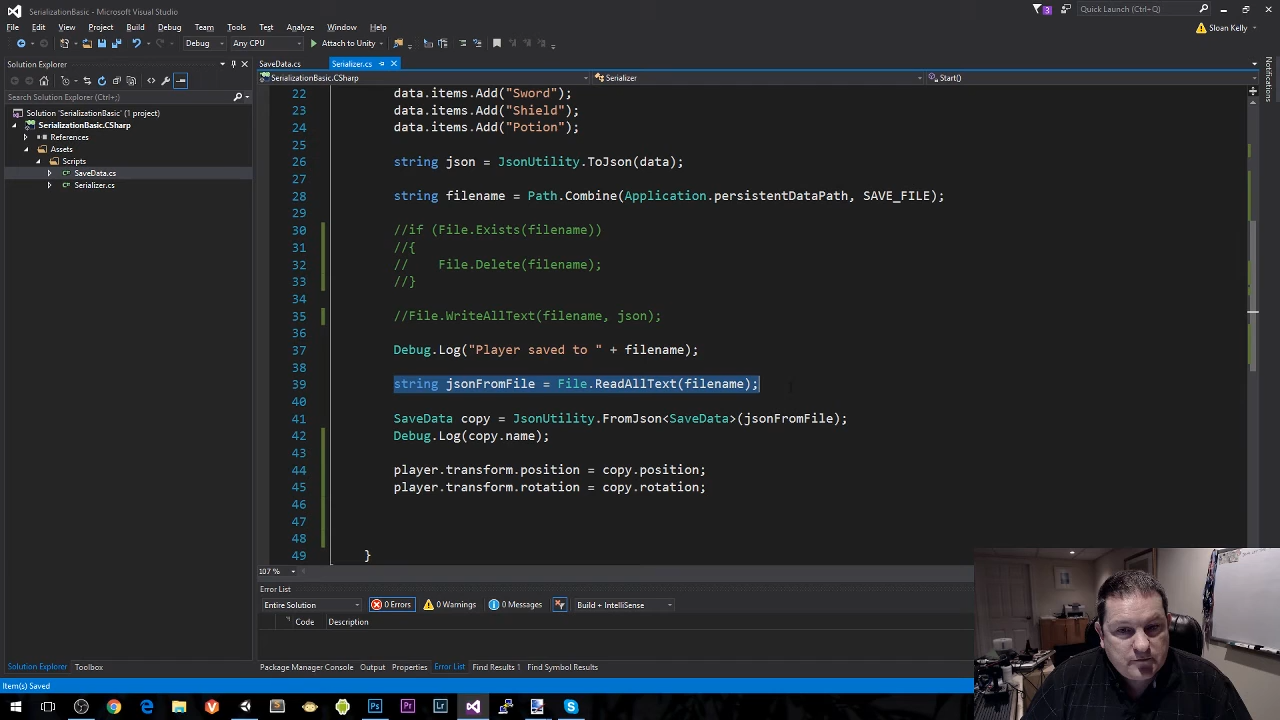 SerializationBasic - Microsoft Visual Studio
3
Quick Launch (Ctrl+Q)
File Edit View Project Build Debug Team Tools Test Analyze Window Help
Sloan Kelly
Debug Any CPU Attach to Unity
Solution Explorer
SaveData.cs
Serializer.cs
Notifications
SerializationBasic.CSharp
Serializer
Start()
Search Solution Explorer (Ctrl+;)
Solution 'SerializationBasic' (1 project)
SerializationBasic.CSharp
References
Assets
Scripts
SaveData.cs
Serializer.cs
22 data.items.Add("Sword");
23 data.items.Add("Shield");
24 data.items.Add("Potion");
25
26 string json = JsonUtility.ToJson(data);
27
28 string filename = Path.Combine(Application.persistentDataPath, SAVE_FILE);
29
30 //if (File.Exists(filename))
31 //{
32 //    File.Delete(filename);
33 //}
34
35 //File.WriteAllText(filename, json);
36
37 Debug.Log("Player saved to " + filename);
38
39 string jsonFromFile = File.ReadAllText(filename);
40
41 SaveData copy = JsonUtility.FromJson<SaveData>(jsonFromFile);
42 Debug.Log(copy.name);
43
44 player.transform.position = copy.position;
45 player.transform.rotation = copy.rotation;
46
47
48
49 }
107 %
Error List
Entire Solution 0 Errors 0 Warnings 0 Messages Build + IntelliSense
Code Description
Solution Explorer Toolbox
Package Manager Console Output Properties Error List Find Results 1 Find Symbol Results
Item(s) Saved